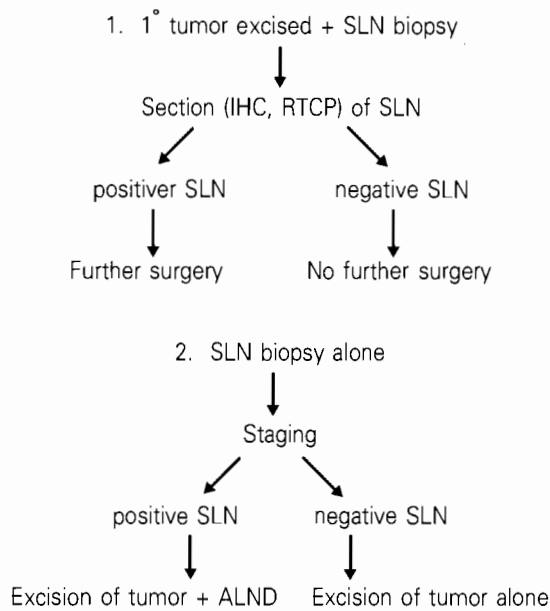 1. 1° tumor excised + SLN biopsy
Section (IHC, RTCP) of SLN
positiver SLN negative SLN
Further surgery No further surgery
2. SLN biopsy alone
Staging
positive SLN negative SLN
Excision of tumor + ALND Excision of tumor alone